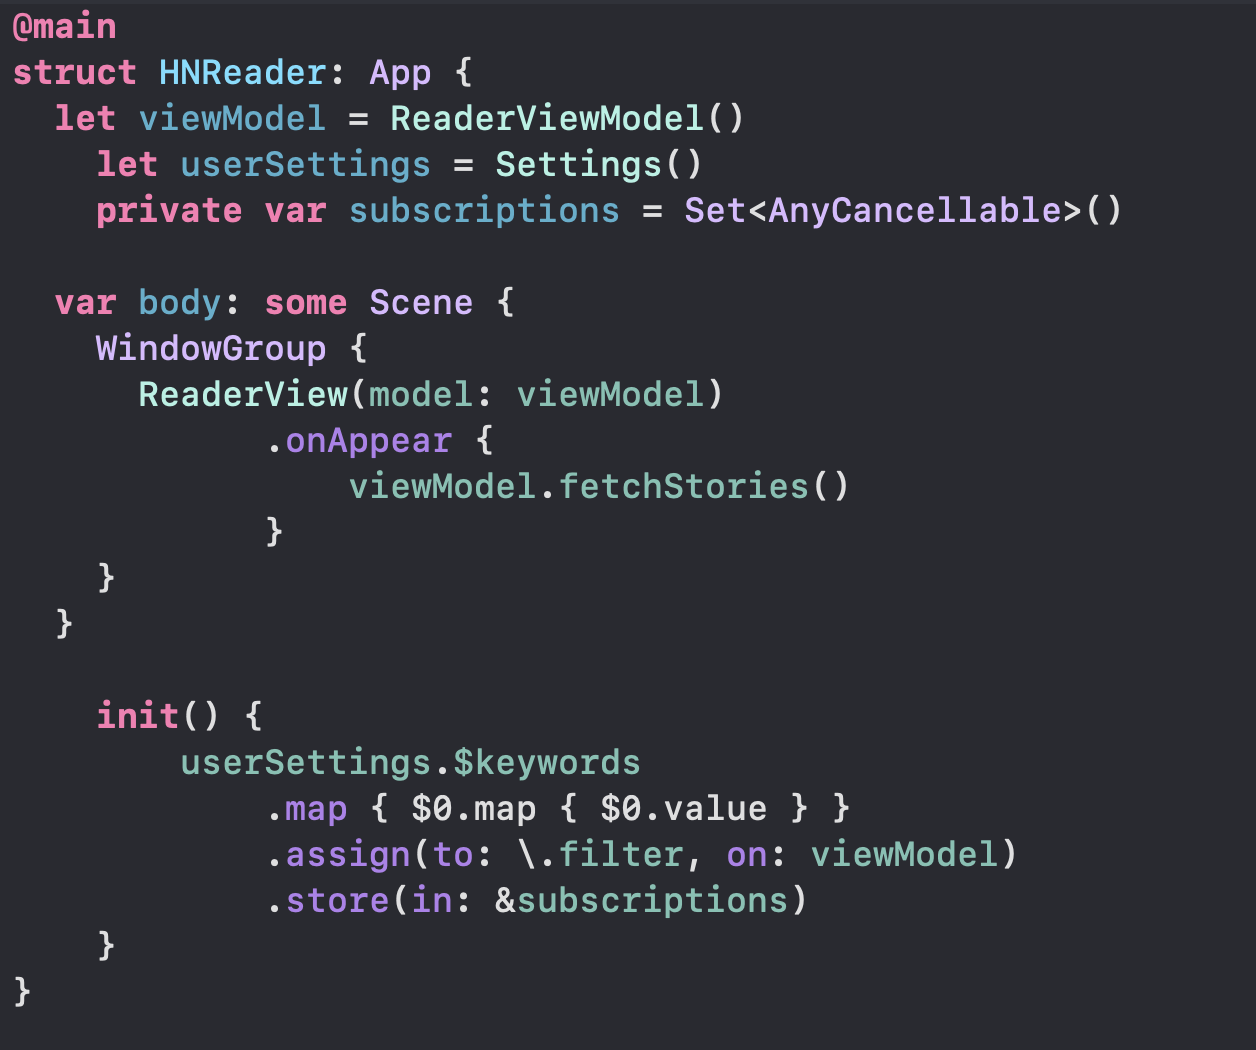 @main
struct HNReader: App {
  let viewModel = ReaderViewModel()
    let userSettings = Settings()
    private var subscriptions = Set<AnyCancellable>()

  var body: some Scene {
    WindowGroup {
      ReaderView(model: viewModel)
            .onAppear {
                viewModel.fetchStories()
            }
    }
  }

    init() {
        userSettings.$keywords
            .map { $0.map { $0.value } }
            .assign(to: \.filter, on: viewModel)
            .store(in: &subscriptions)
    }
}